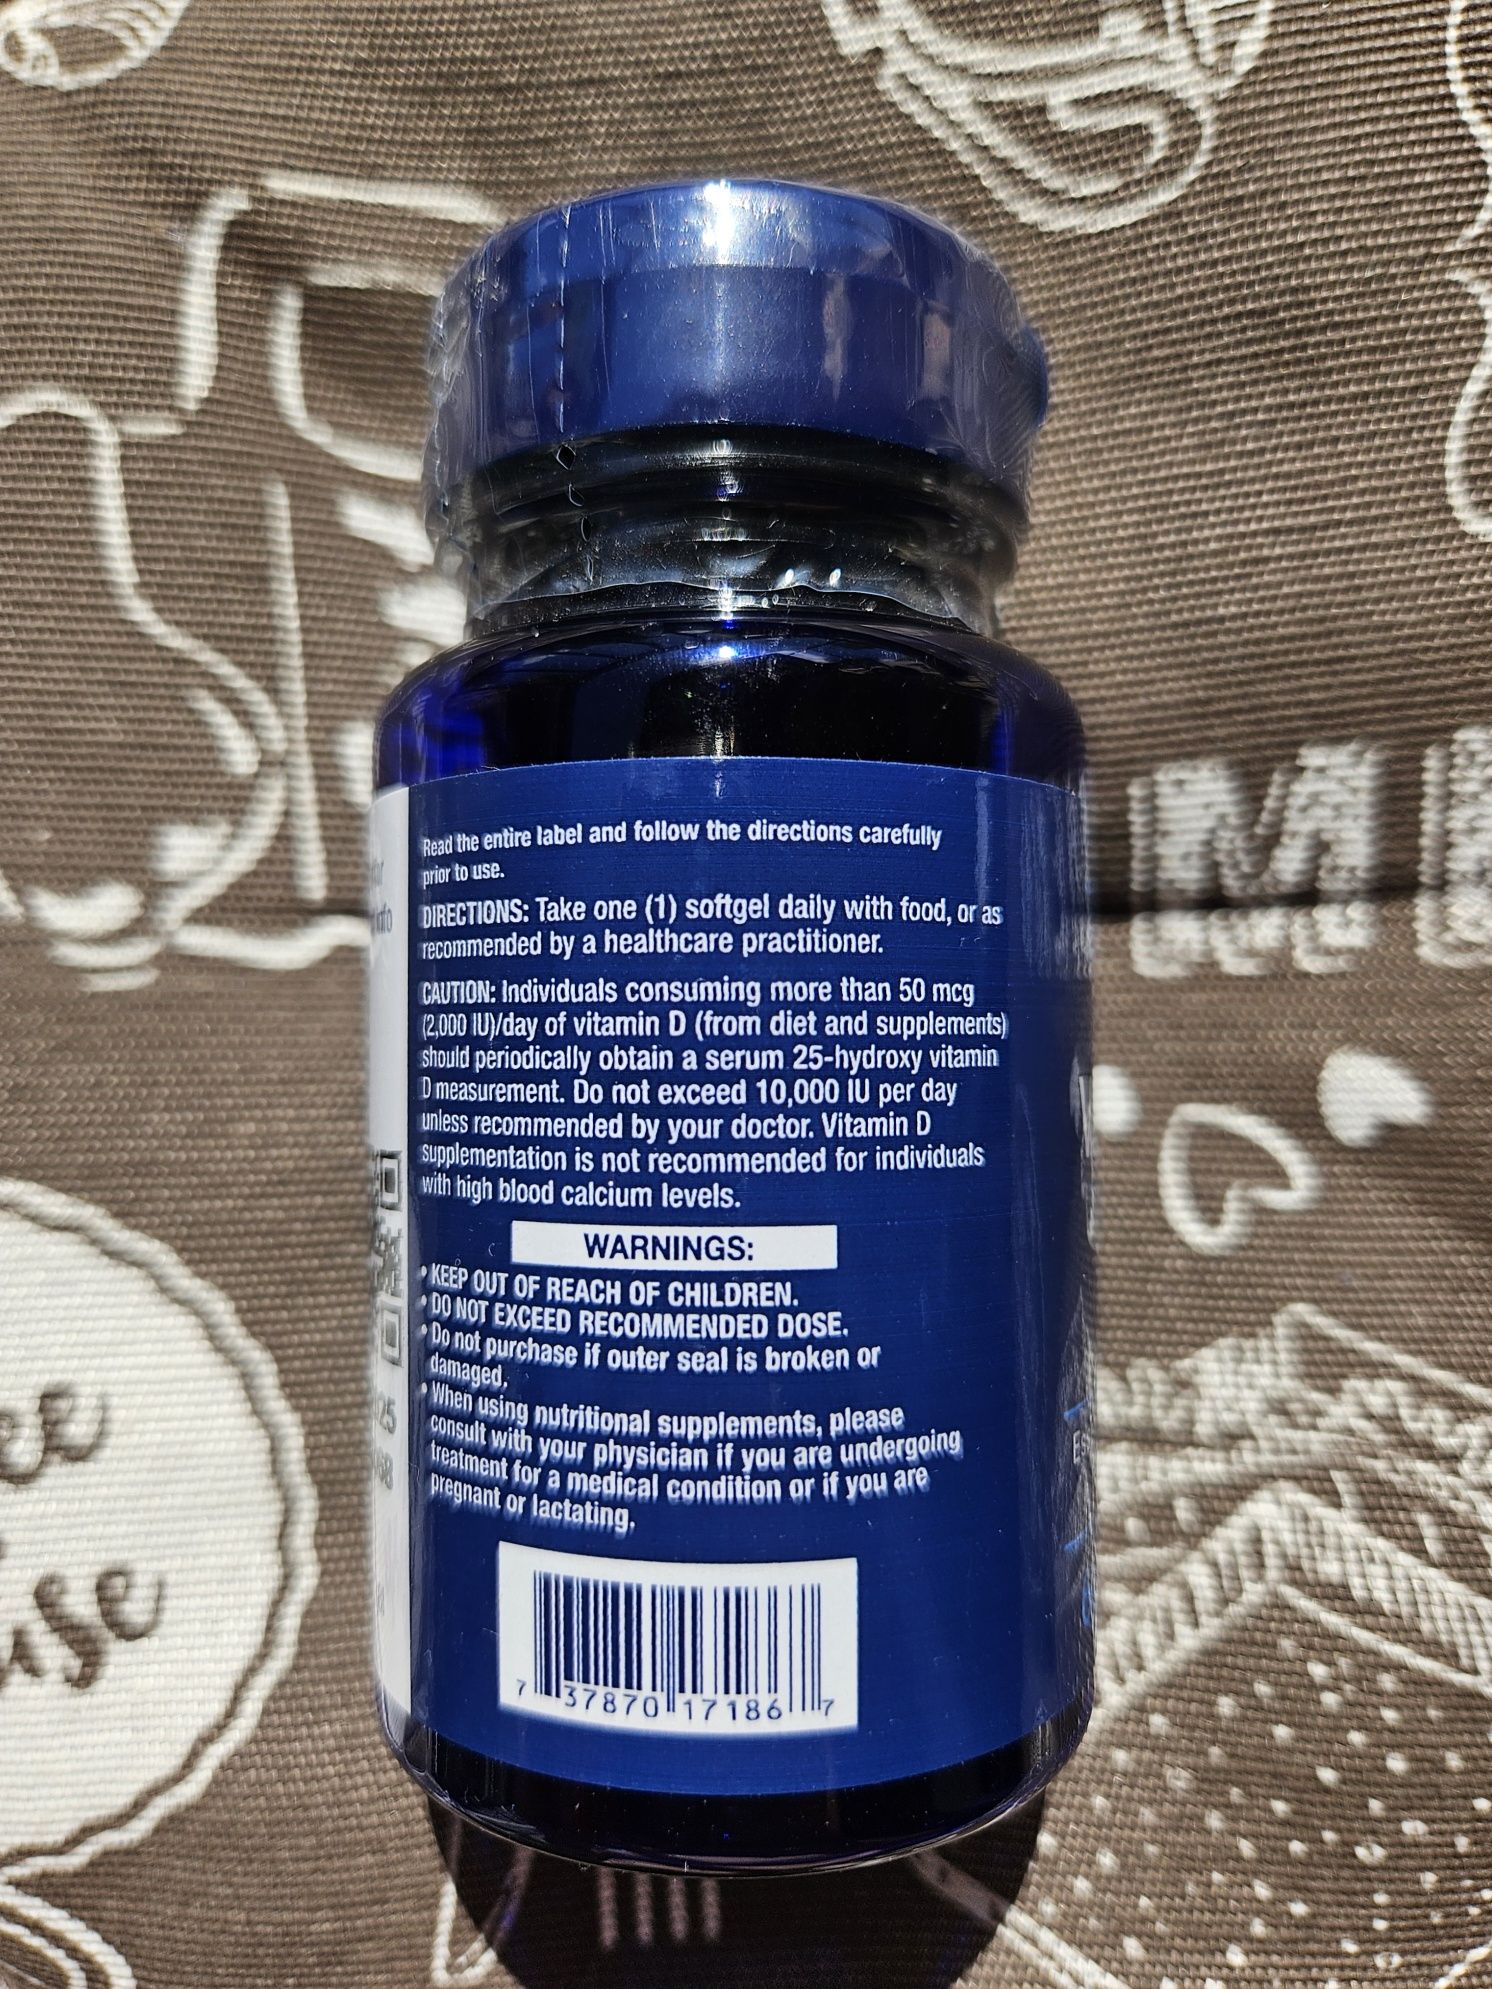 Read the entire label and follow the directions carefully
prior to use.
DIRECTIONS: Take one (1) softgel daily with food, or as
recommended by a healthcare practitioner.
CAUTION: Individuals consuming more than 50 mcg
(2,000 IU)/day of vitamin D (from diet and supplements)
should periodically obtain a serum 25-hydroxy vitamin
D measurement. Do not exceed 10,000 IU per day
unless recommended by your doctor. Vitamin D
supplementation is not recommended for individuals
with high blood calcium levels.
WARNINGS:
• KEEP OUT OF REACH OF CHILDREN.
• DO NOT EXCEED RECOMMENDED DOSE.
• Do not purchase if outer seal is broken or
damaged.
• When using nutritional supplements, please
consult with your physician if you are undergoing
treatment for a medical condition or if you are
pregnant or lactating.
7 37870 17186 7